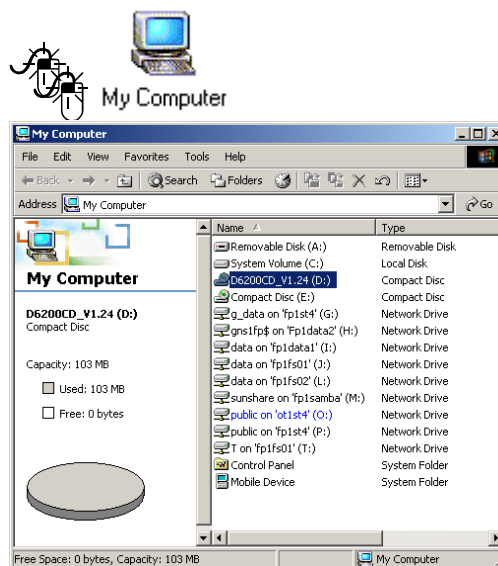 My Computer
My Computer
File Edit View Favorites Tools Help
Back Search Folders
Address My Computer Go
My Computer
D6200CD_V1.24 (D:)
Compact Disc
Capacity: 103 MB
Used: 103 MB
Free: 0 bytes
Name Type
Removable Disk (A:) Removable Disk
System Volume (C:) Local Disk
D6200CD_V1.24 (D:) Compact Disc
Compact Disc (E:) Compact Disc
g_data on 'fp1st4' (G:) Network Drive
gns1fp$ on 'Fp1data2' (H:) Network Drive
data on 'fp1data1' (I:) Network Drive
data on 'fp1fs01' (J:) Network Drive
data on 'fp1fs02' (L:) Network Drive
sunshare on 'fp1samba' (M:) Network Drive
public on 'ot1st4' (O:) Network Drive
public on 'fp1st4' (P:) Network Drive
T on 'fp1fs01' (T:) Network Drive
Control Panel System Folder
Mobile Device System Folder
Free Space: 0 bytes, Capacity: 103 MB My Computer